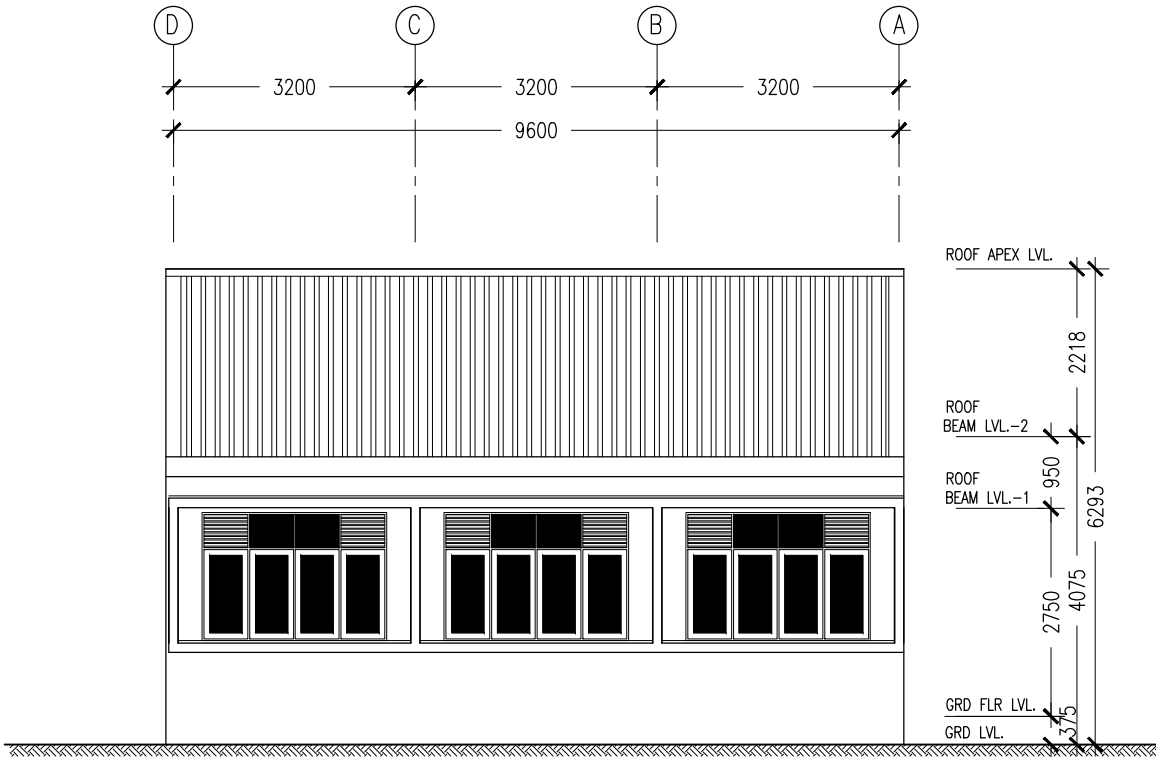 D C B A
3200 3200 3200
9600
ROOF APEX LVL.
2218
ROOF
BEAM LVL.-2
950
ROOF
BEAM LVL.-1
6293
4075
2750
GRD FLR LVL.
375
GRD LVL.